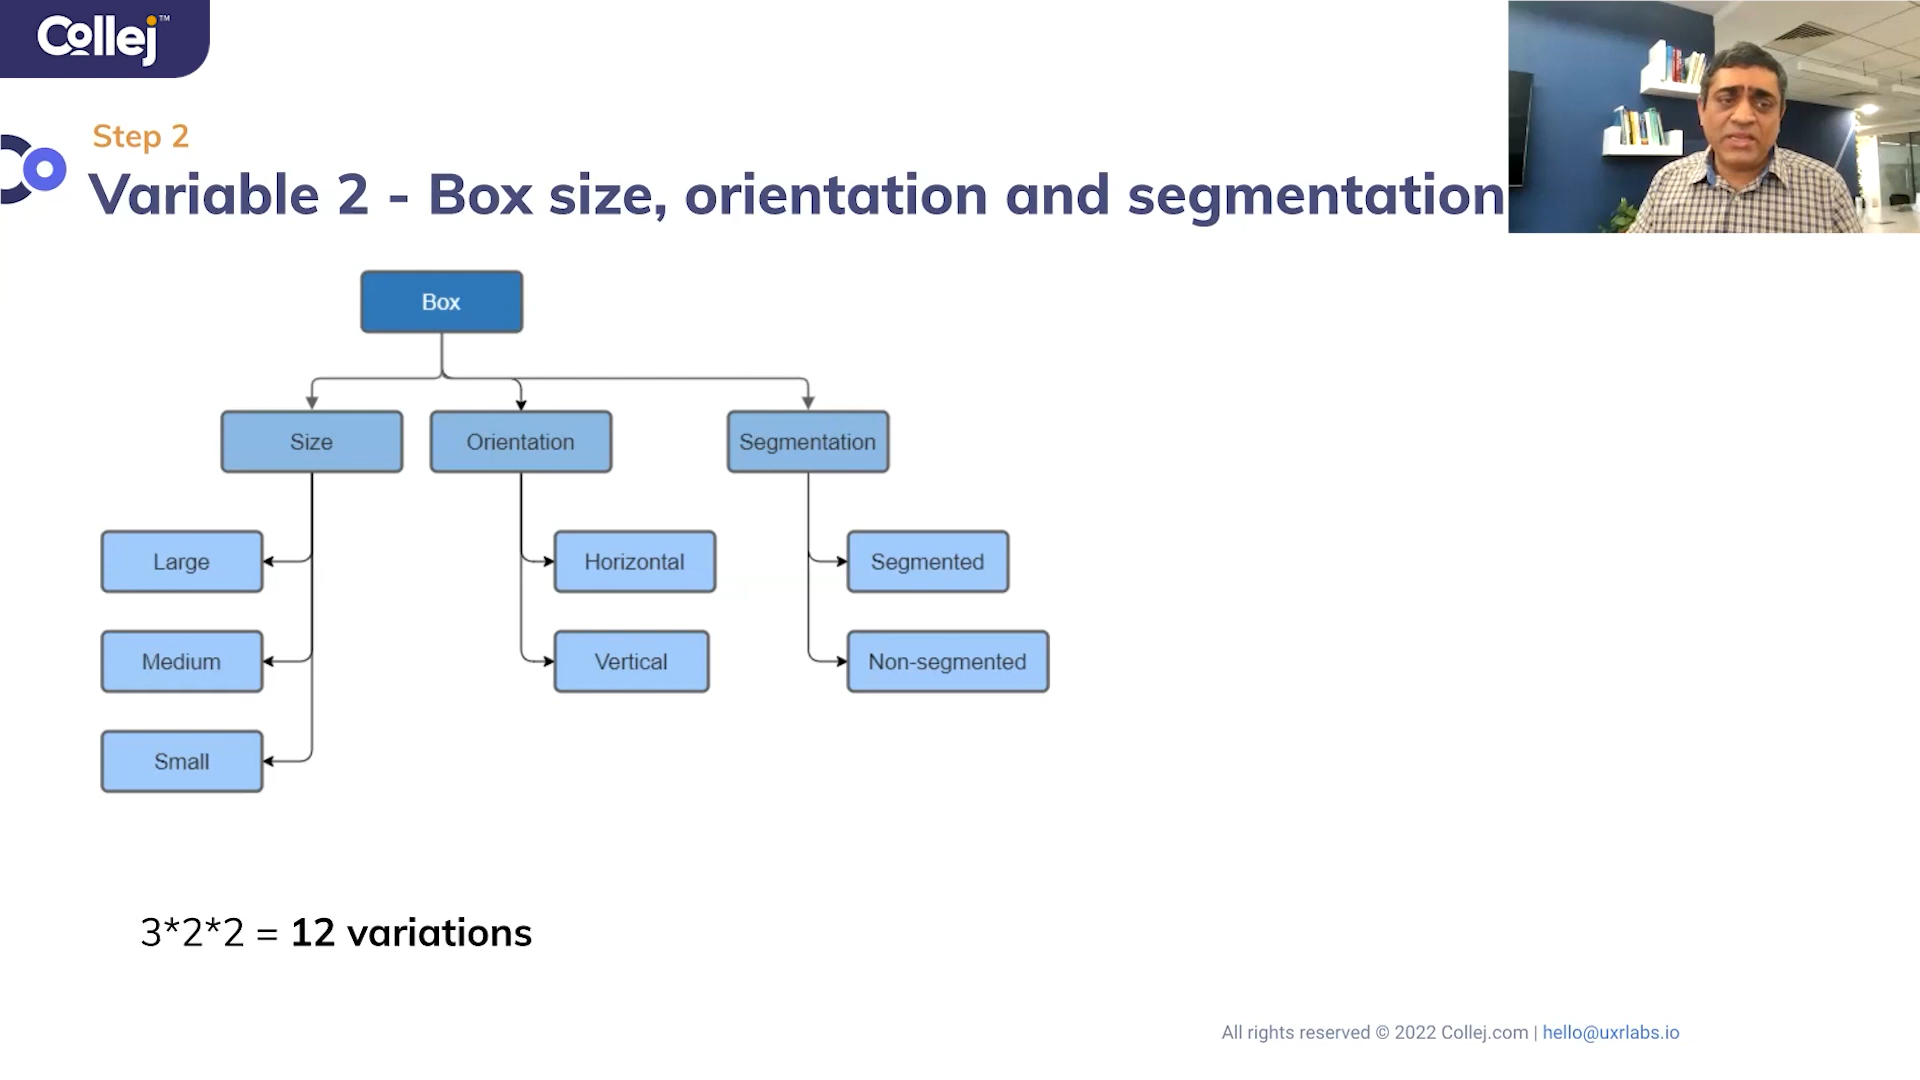 Collej™
Step 2
Variable 2 - Box size, orientation and segmentation
Box
Size
Orientation
Segmentation
Large
Horizontal
Segmented
Medium
Vertical
Non-segmented
Small
3*2*2 = 12 variations
All rights reserved © 2022 Collej.com | hello@uxrlabs.io